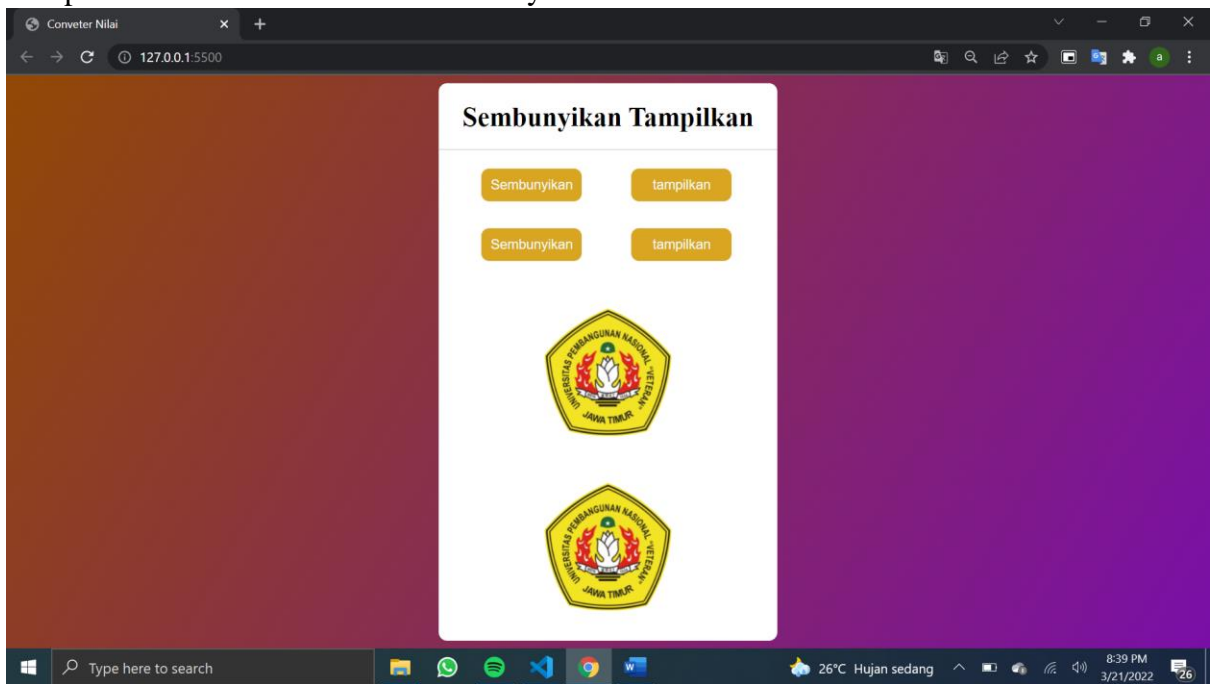 Conveter Nilai
127.0.0.1:5500
a
Sembunyikan Tampilkan
Sembunyikan tampilkan
Sembunyikan tampilkan
UNIVERSITAS PEMBANGUNAN NASIONAL "VETERAN"
JAWA TIMUR
UNIVERSITAS PEMBANGUNAN NASIONAL "VETERAN"
JAWA TIMUR
Type here to search
26°C Hujan sedang
8:39 PM
3/21/2022
26